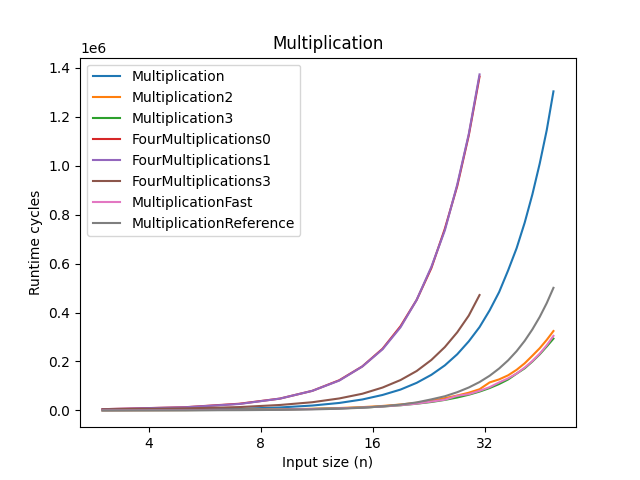 Multiplication
1e6
1.4
1.2
1.0
0.8
0.6
0.4
0.2
0.0
Runtime cycles
Multiplication
Multiplication2
Multiplication3
FourMultiplications0
FourMultiplications1
FourMultiplications3
MultiplicationFast
MultiplicationReference
4 8 16 32
Input size (n)